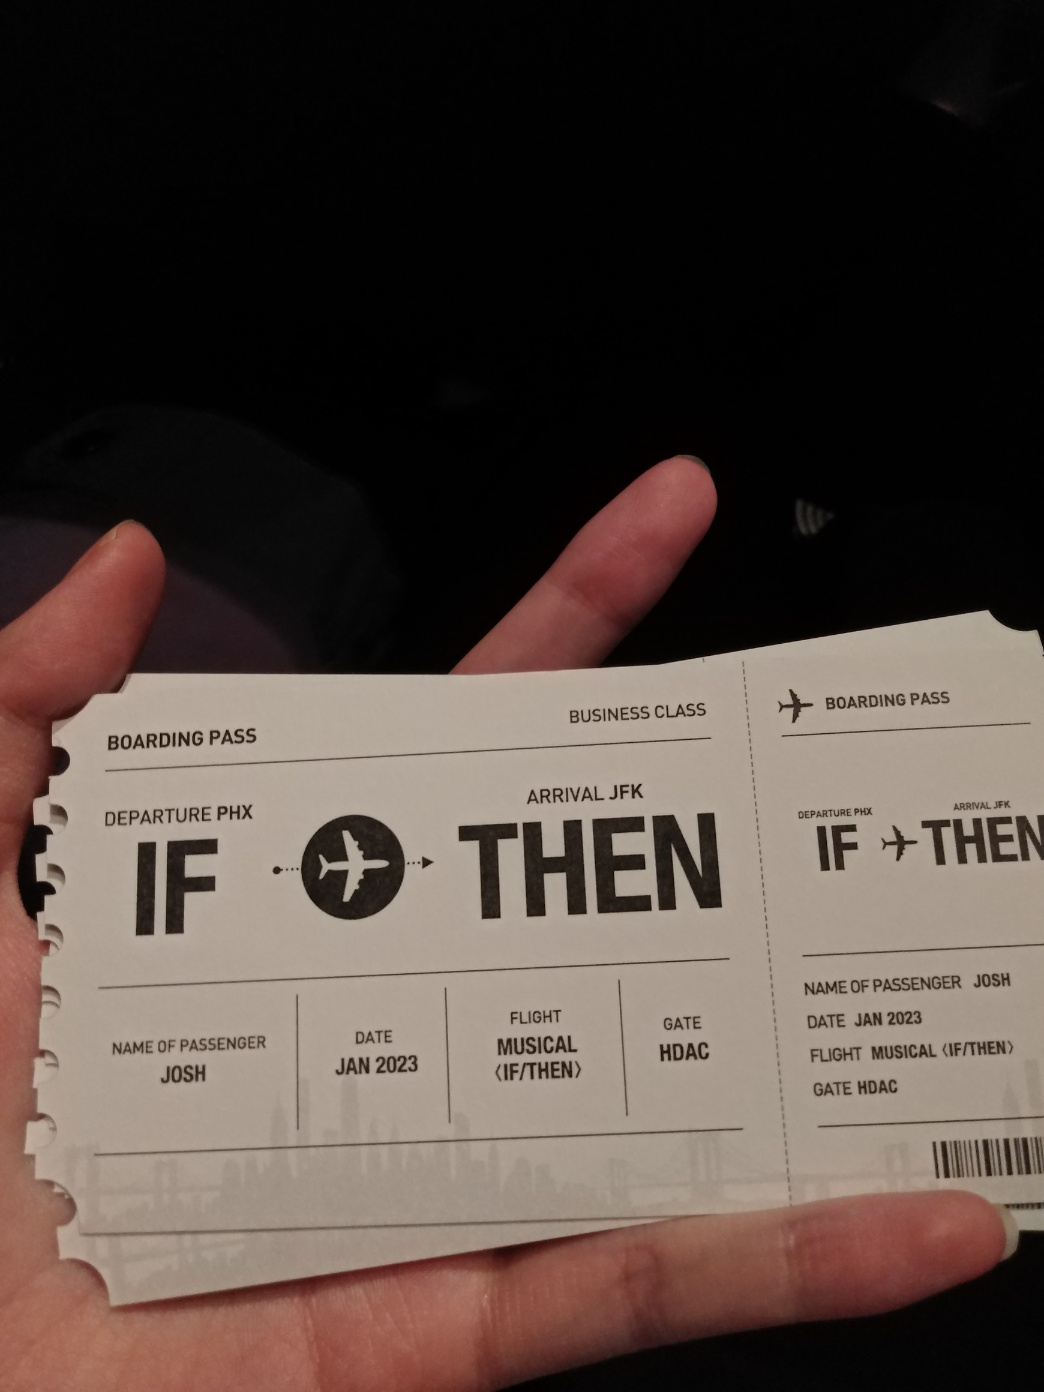 BOARDING PASS
BUSINESS CLASS
DEPARTURE PHX
ARRIVAL JFK
IF
THEN
NAME OF PASSENGER
JOSH
DATE
JAN 2023
FLIGHT
MUSICAL
〈IF/THEN〉
GATE
HDAC
BOARDING PASS
DEPARTURE PHX
ARRIVAL JFK
IF
THEN
NAME OF PASSENGER JOSH
DATE JAN 2023
FLIGHT MUSICAL 〈IF/THEN〉
GATE HDAC